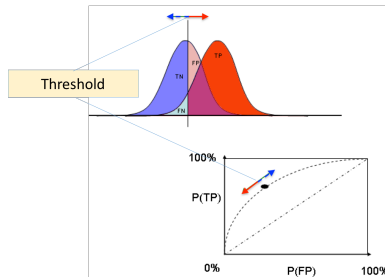 TN
FP
TP
FN
Threshold
100%
P(TP)
0%
P(FP)
100%